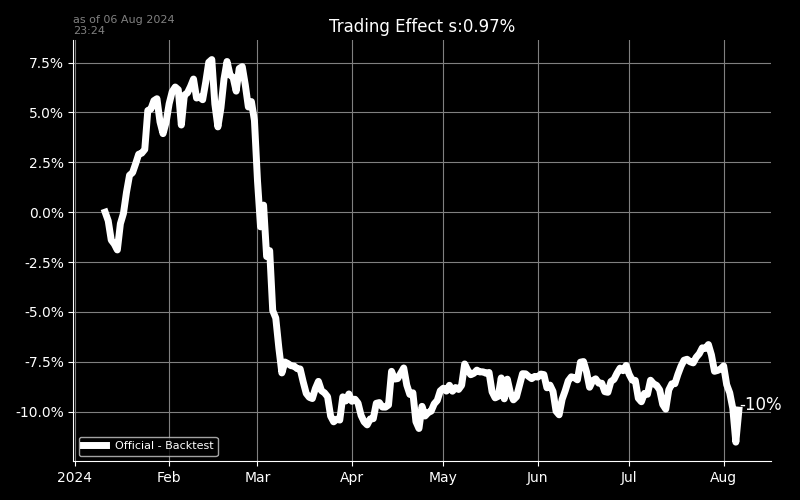 as of 06 Aug 2024
23:24
Trading Effect s:0.97%
7.5%
5.0%
2.5%
0.0%
-2.5%
-5.0%
-7.5%
-10.0%
-10%
Official - Backtest
2024 Feb Mar Apr May Jun Jul Aug